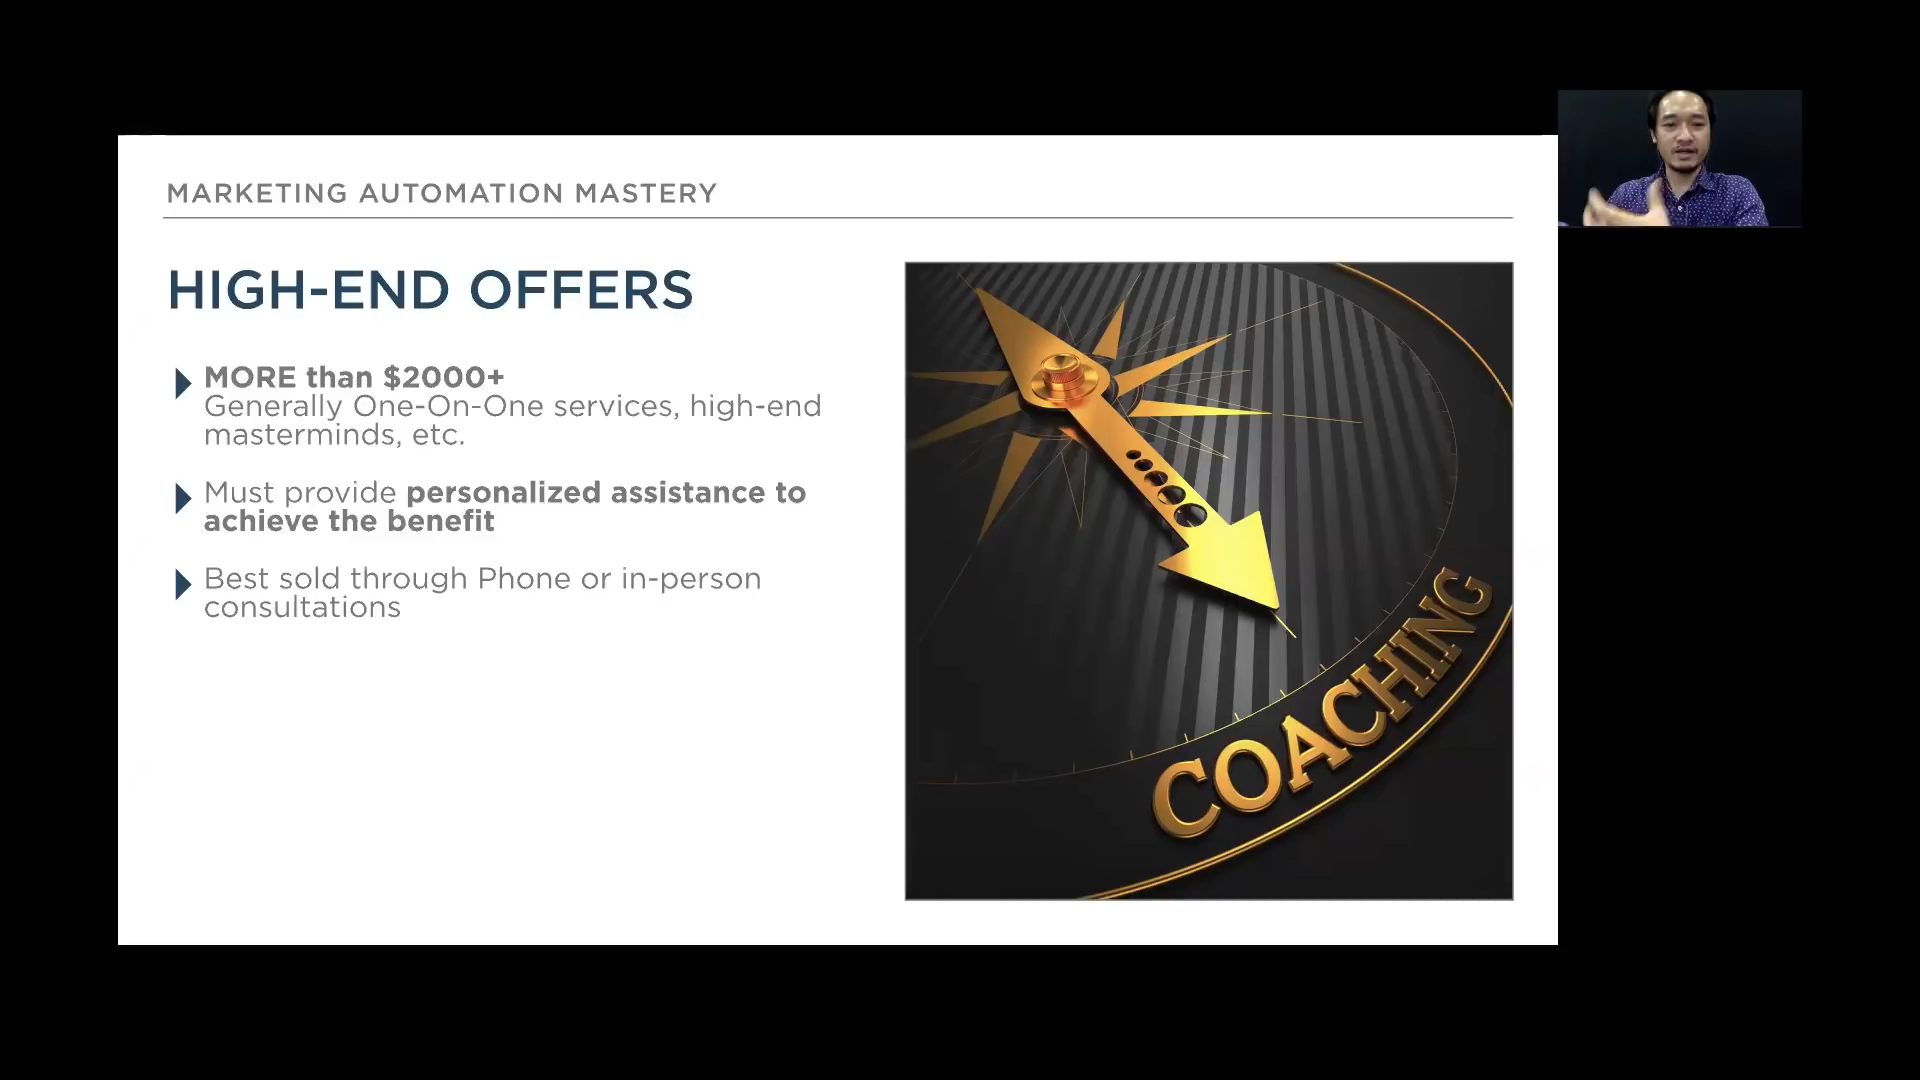 MARKETING AUTOMATION MASTERY
HIGH-END OFFERS
MORE than $2000+
Generally One-On-One services, high-end
masterminds, etc.
Must provide personalized assistance to
achieve the benefit
Best sold through Phone or in-person
consultations
COACHING